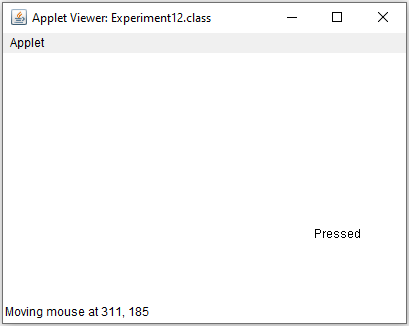 Applet Viewer: Experiment12.class
Applet
Pressed
Moving mouse at 311, 185